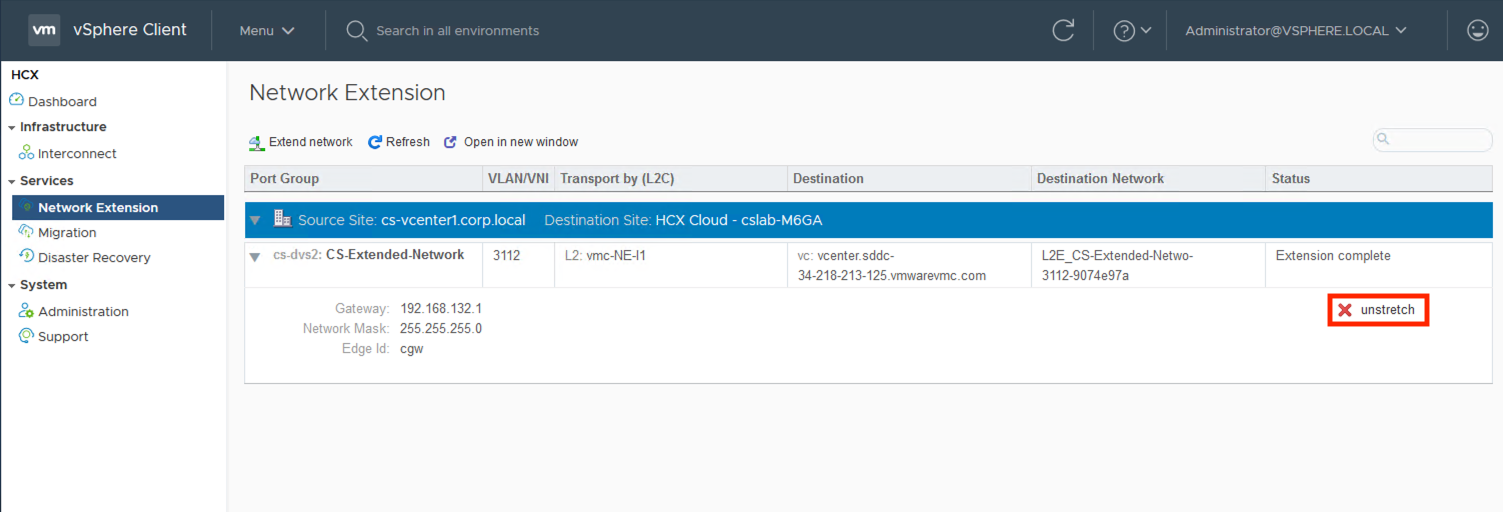 vm vSphere Client Menu Search in all environments Administrator@VSPHERE.LOCAL
HCX
Dashboard
Infrastructure
Interconnect
Services
Network Extension
Migration
Disaster Recovery
System
Administration
Support
Network Extension
Extend network Refresh Open in new window
Port Group VLAN/VNI Transport by (L2C) Destination Destination Network Status
Source Site: cs-vcenter1.corp.local Destination Site: HCX Cloud - cslab-M6GA
cs-dvs2: CS-Extended-Network 3112 L2: vmc-NE-I1 vc: vcenter.sddc- L2E_CS-Extended-Netwo- Extension complete
34-218-213-125.vmwarevmc.com 3112-9074e97a
Gateway: 192.168.132.1 unstretch
Network Mask: 255.255.255.0
Edge Id: cgw